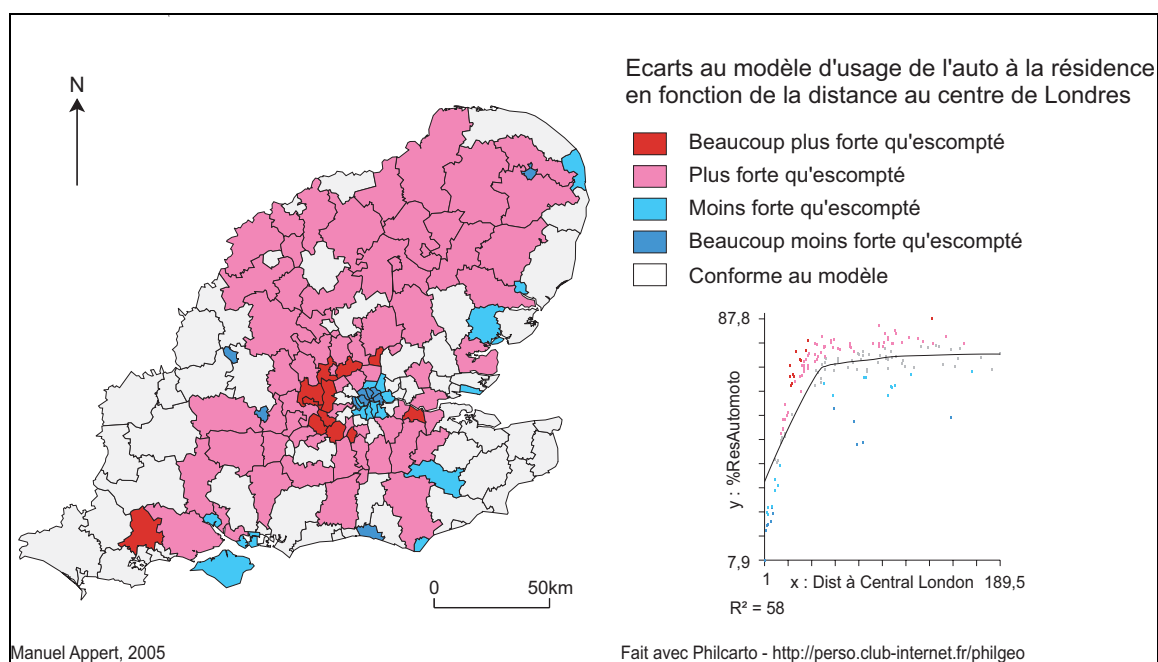 N
Ecarts au modèle d'usage de l'auto à la résidence
en fonction de la distance au centre de Londres
Beaucoup plus forte qu'escompté
Plus forte qu'escompté
Moins forte qu'escompté
Beaucoup moins forte qu'escompté
Conforme au modèle
87,8
y : %ResAutomoto
7,9
1 x : Dist à Central London 189,5
R² = 58
0 50km
Manuel Appert, 2005
Fait avec Philcarto - http://perso.club-internet.fr/philgeo